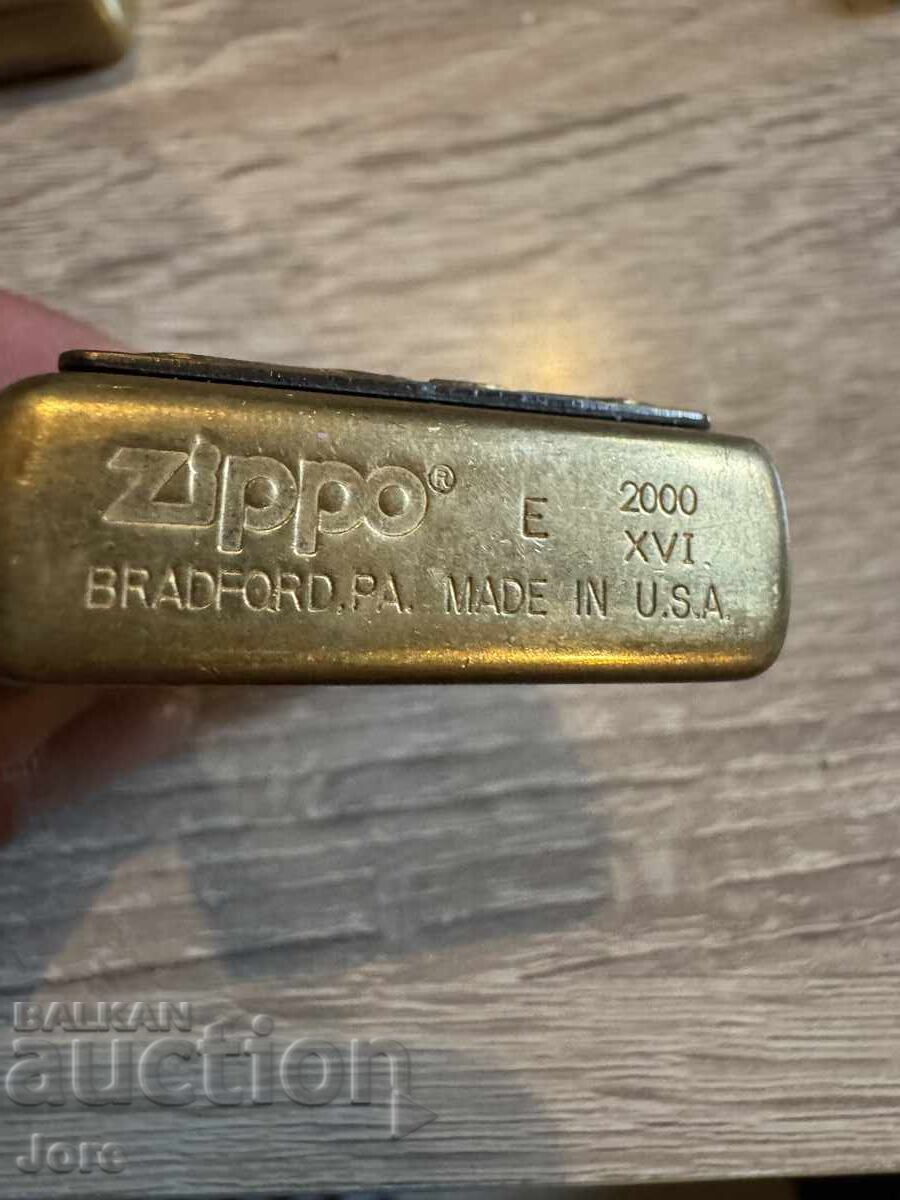 Zippo® E 2000
XVI.
BRADFORD, PA. MADE IN U.S.A.
BALKAN
auction
Jore